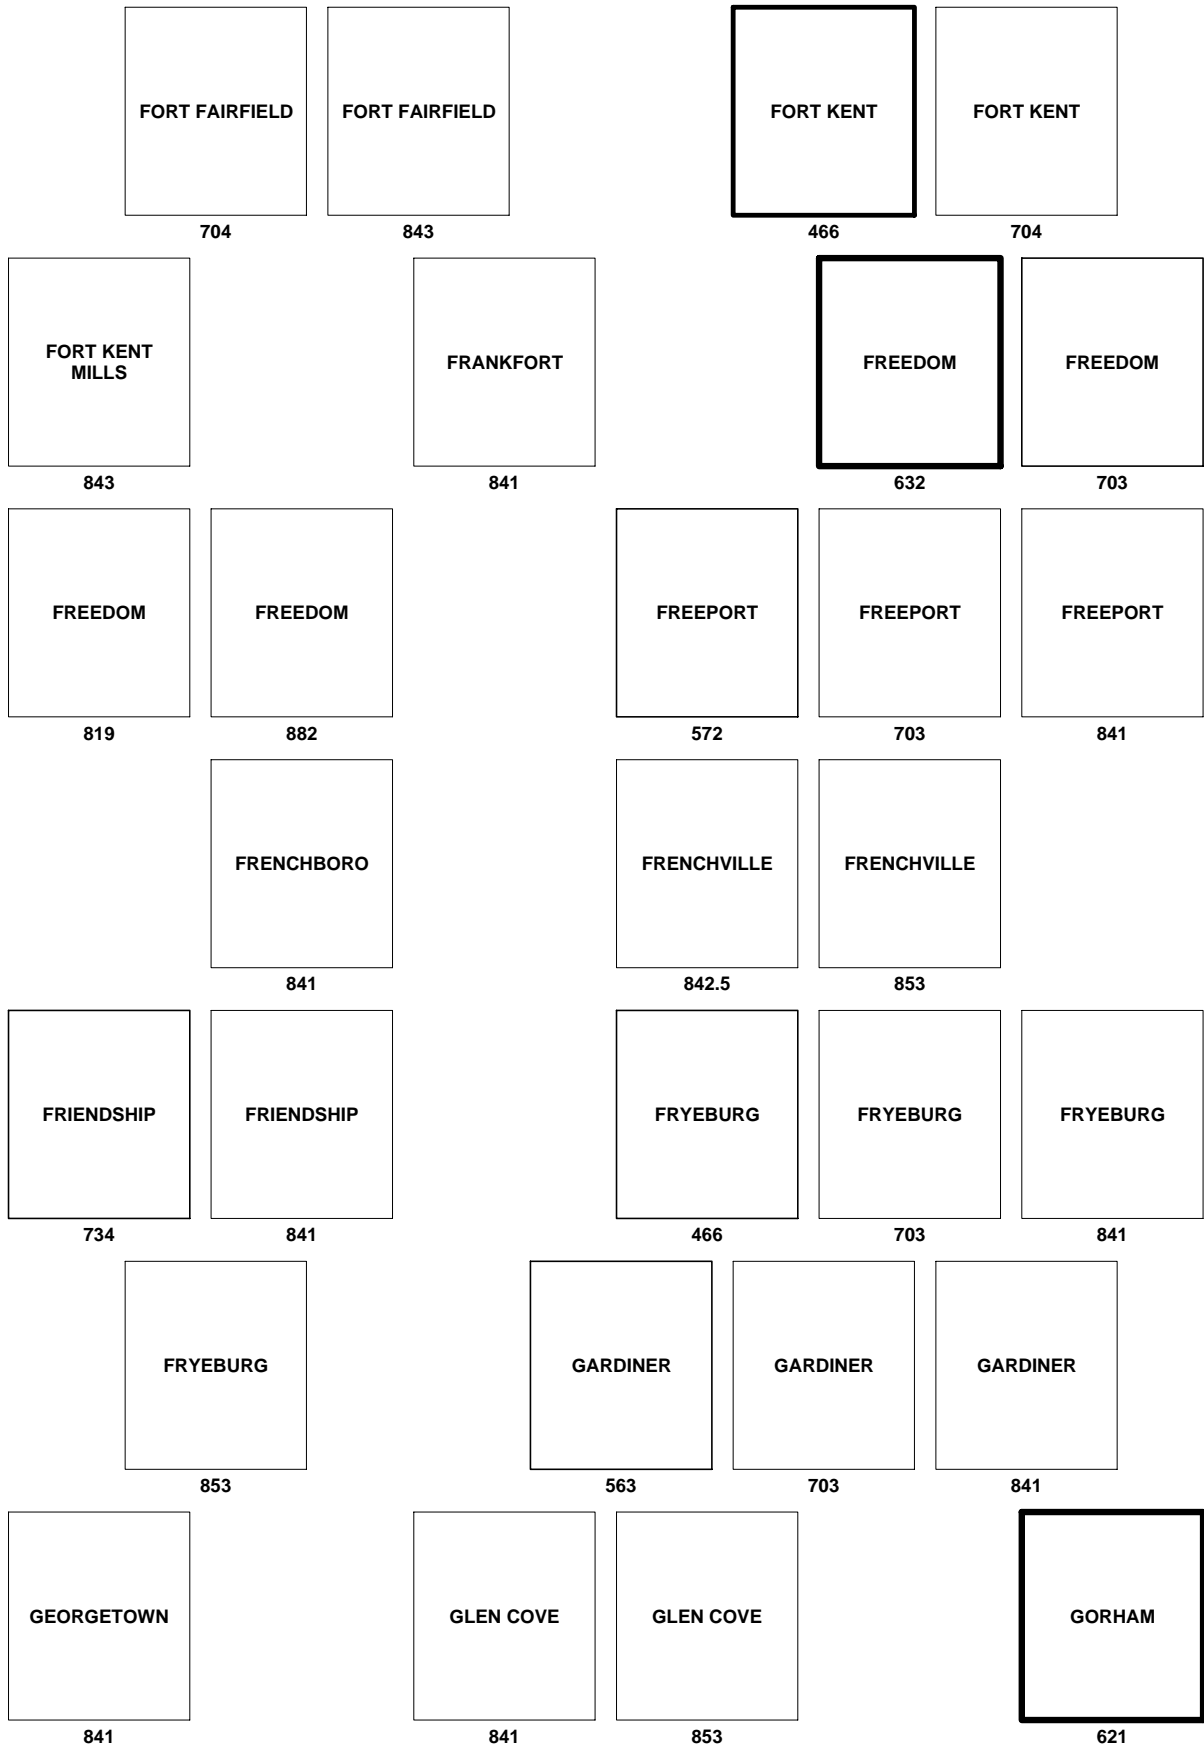 FORT FAIRFIELD
704
FORT FAIRFIELD
843
FORT KENT
466
FORT KENT
704
FORT KENT
MILLS
843
FRANKFORT
841
FREEDOM
632
FREEDOM
703
FREEDOM
819
FREEDOM
882
FREEPORT
572
FREEPORT
703
FREEPORT
841
FRENCHBORO
841
FRENCHVILLE
842.5
FRENCHVILLE
853
FRIENDSHIP
734
FRIENDSHIP
841
FRYEBURG
466
FRYEBURG
703
FRYEBURG
841
FRYEBURG
853
GARDINER
563
GARDINER
703
GARDINER
841
GEORGETOWN
841
GLEN COVE
841
GLEN COVE
853
GORHAM
621